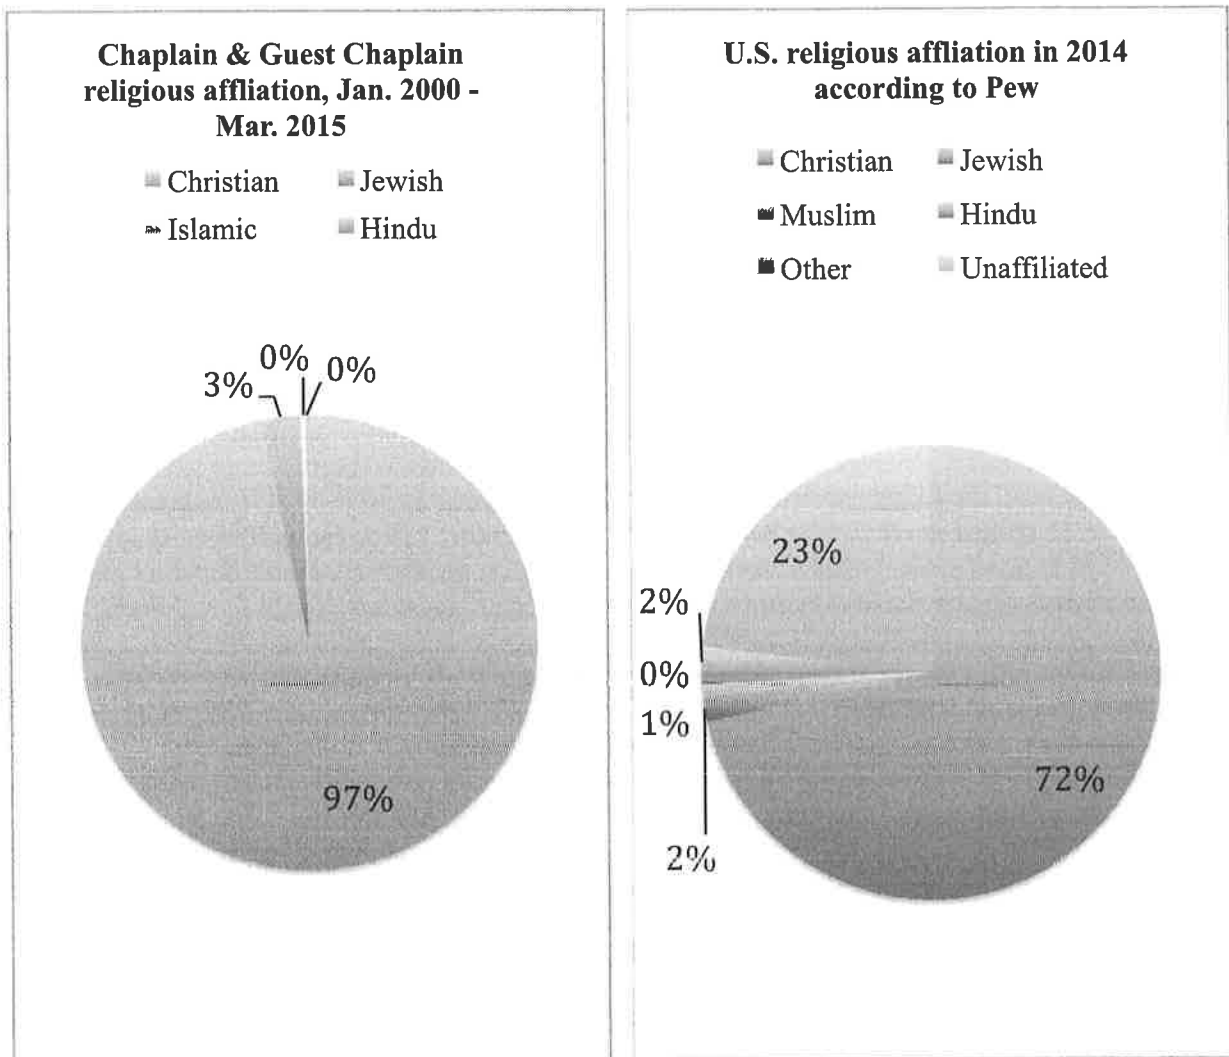 Chaplain & Guest Chaplain
religious affliation, Jan. 2000 -
Mar. 2015
Christian Jewish
Islamic Hindu
0%
0%
3%
97%
U.S. religious affliation in 2014
according to Pew
Christian Jewish
Muslim Hindu
Other Unaffiliated
23%
2%
0%
1%
72%
2%